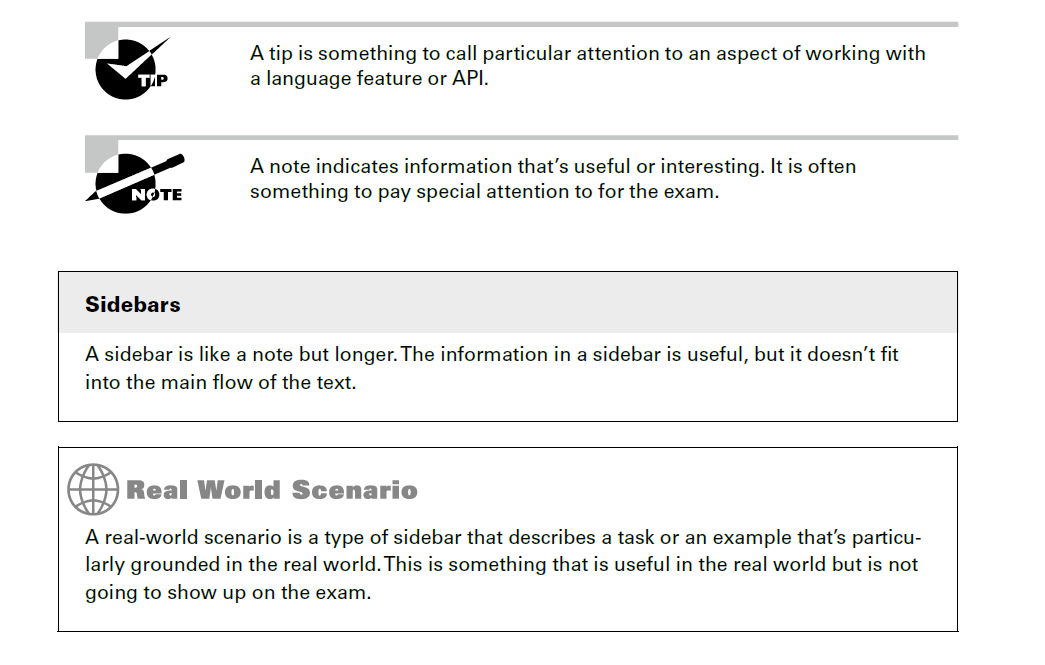 TIP
A tip is something to call particular attention to an aspect of working with
a language feature or API.
NOTE
A note indicates information that's useful or interesting. It is often
something to pay special attention to for the exam.
Sidebars
A sidebar is like a note but longer. The information in a sidebar is useful, but it doesn't fit
into the main flow of the text.
Real World Scenario
A real-world scenario is a type of sidebar that describes a task or an example that's particu-
larly grounded in the real world. This is something that is useful in the real world but is not
going to show up on the exam.